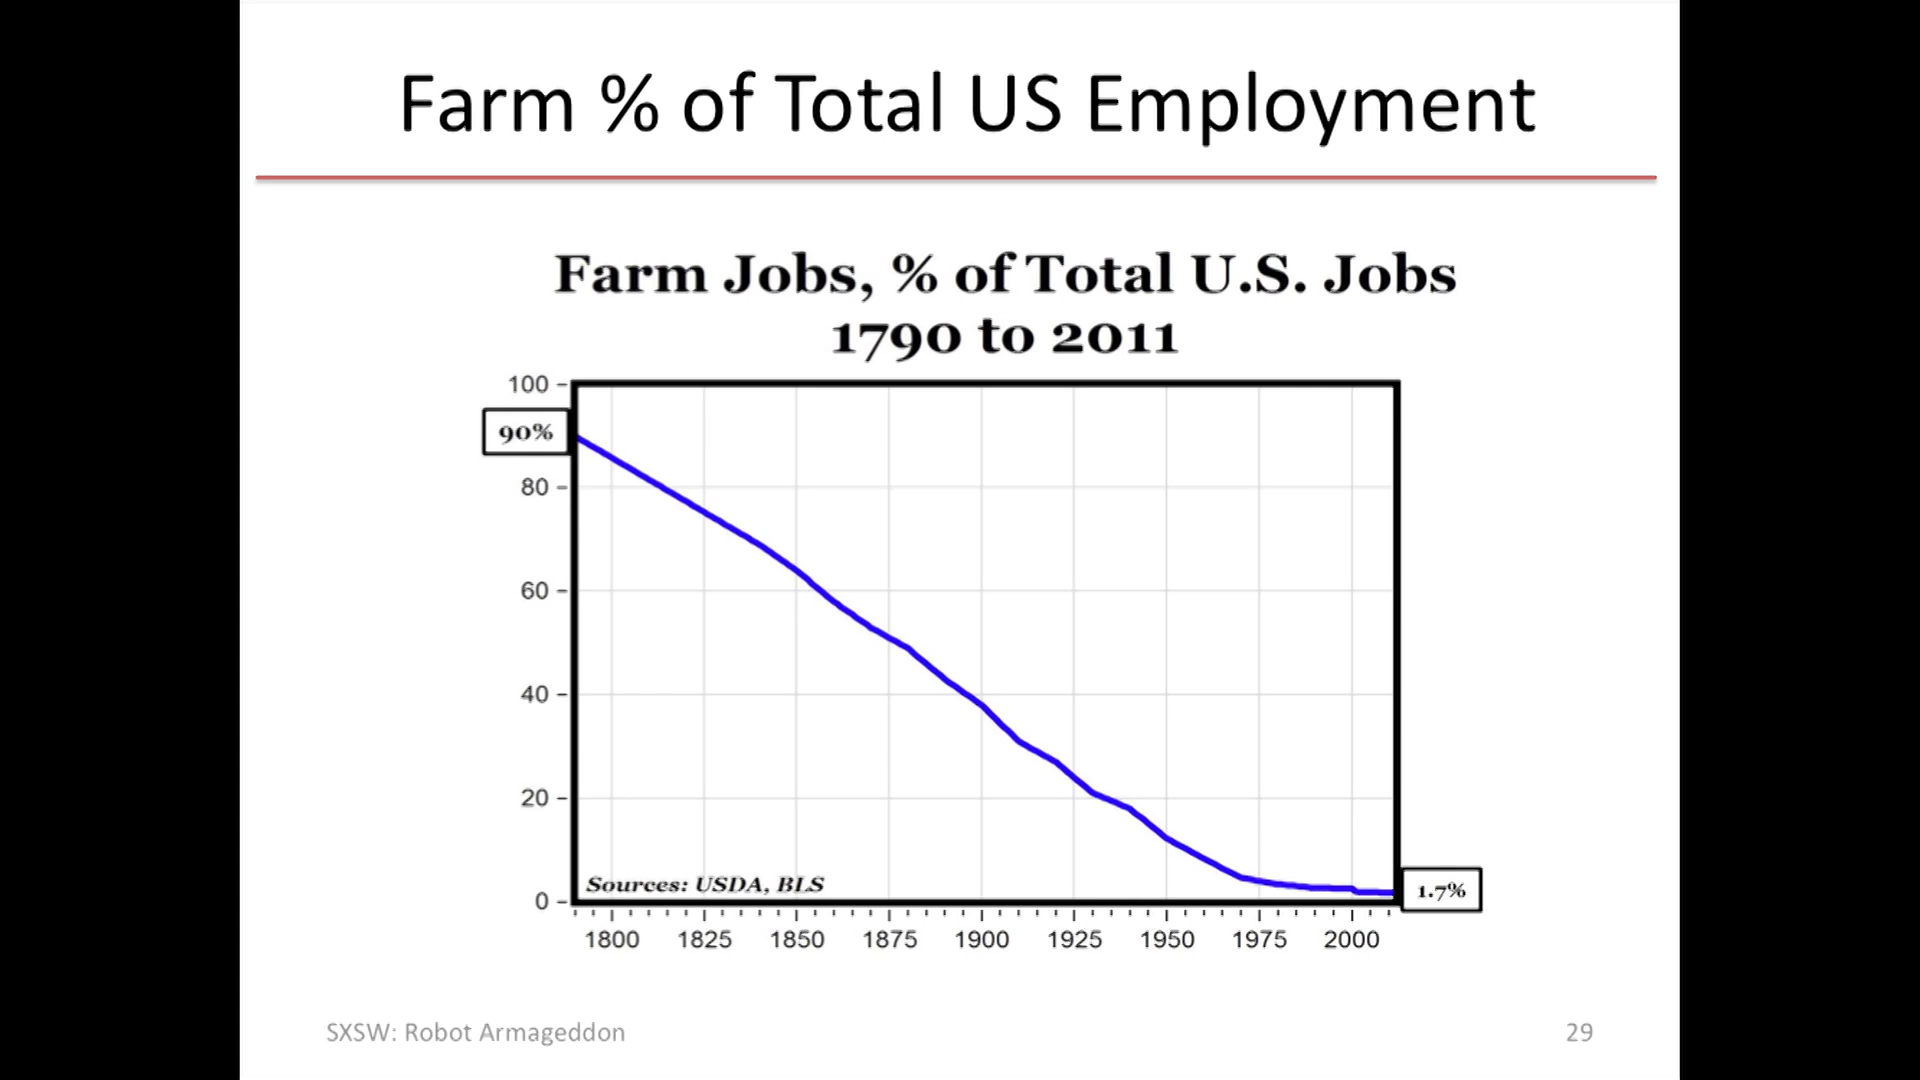 Farm % of Total US Employment
Farm Jobs, % of Total U.S. Jobs
1790 to 2011
100
90%
80
60
40
20
0
Sources: USDA, BLS
1.7%
1800 1825 1850 1875 1900 1925 1950 1975 2000
SXSW: Robot Armageddon
29